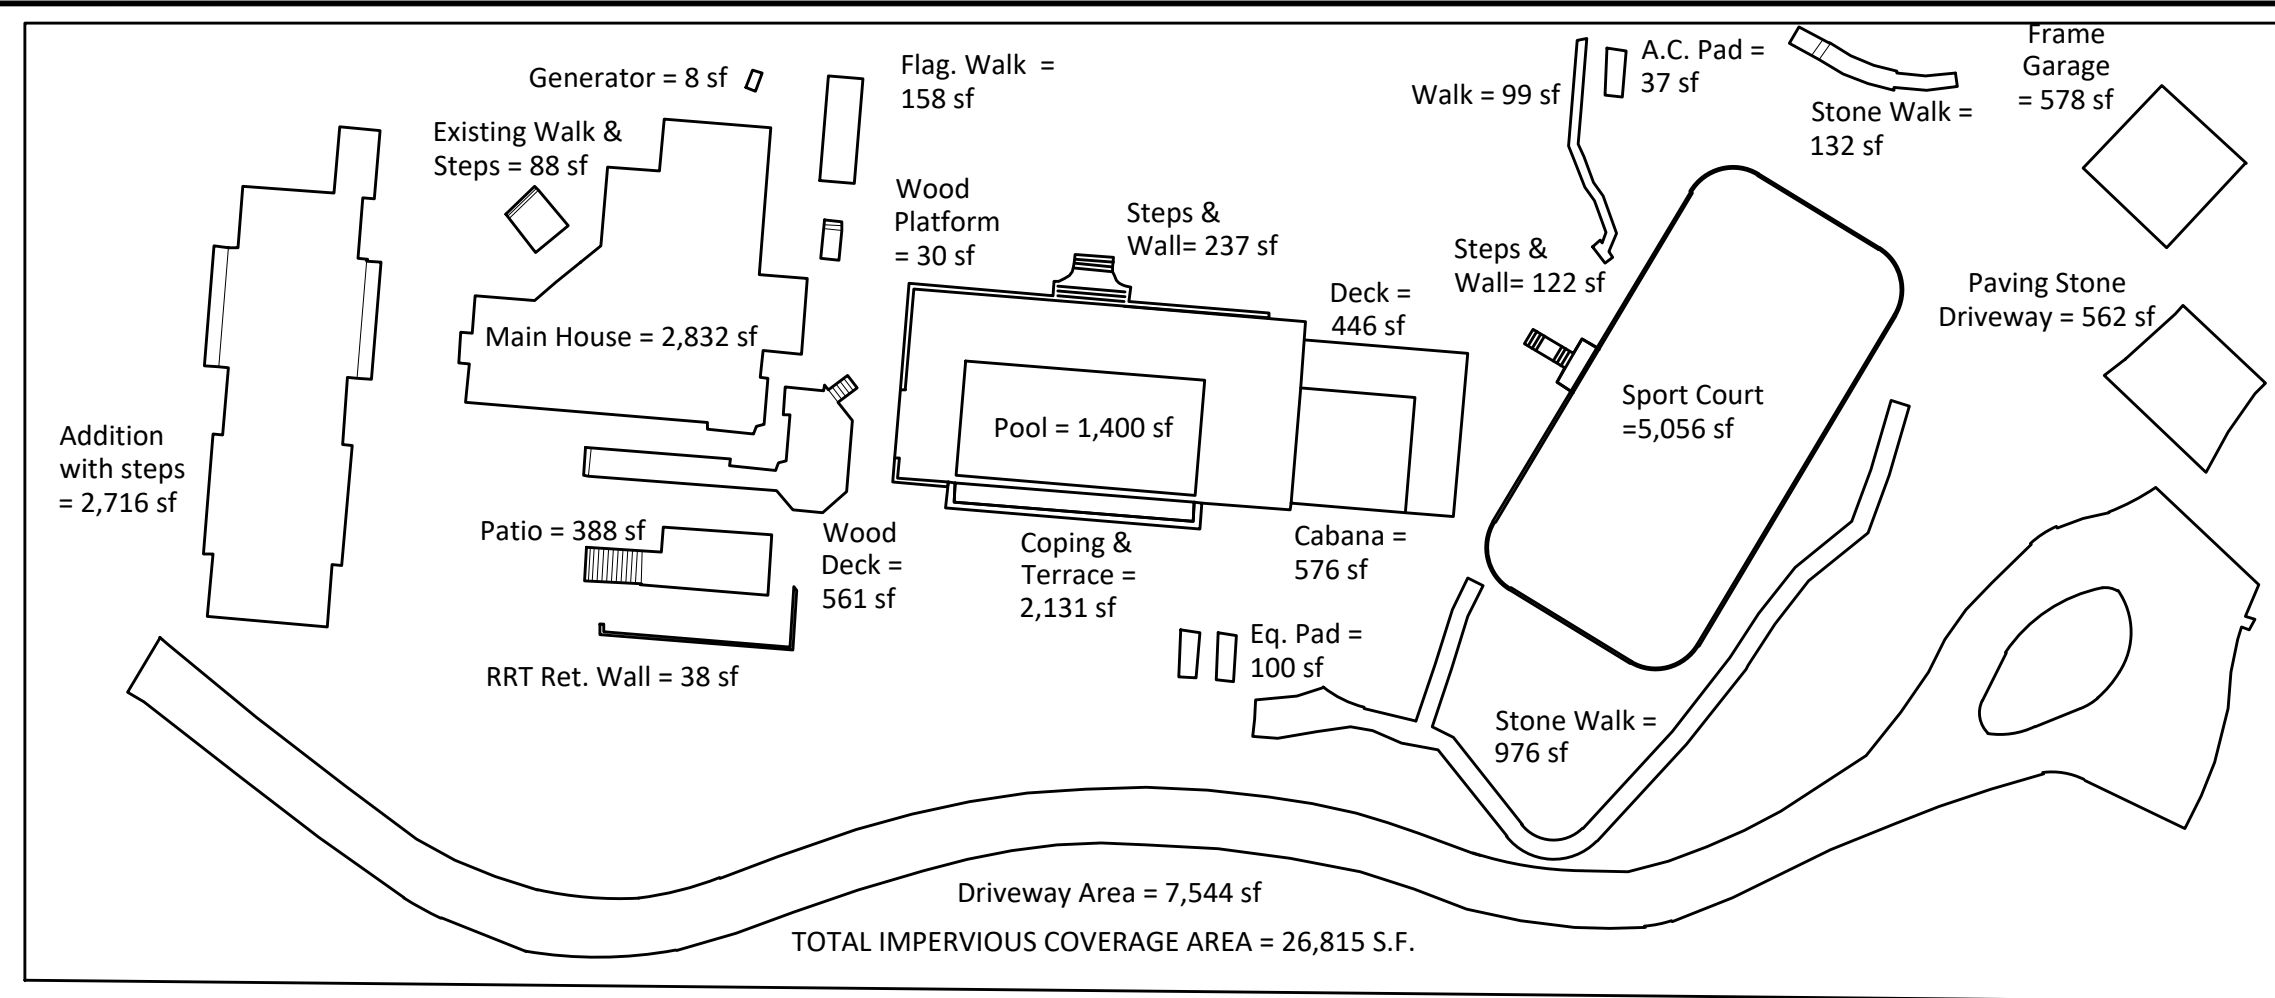 Generator = 8 sf
Flag. Walk =
158 sf
Existing Walk &
Steps = 88 sf
Wood
Platform
= 30 sf
Steps &
Wall= 237 sf
Walk = 99 sf
A.C. Pad =
37 sf
Stone Walk =
132 sf
Frame
Garage
= 578 sf
Steps &
Wall= 122 sf
Deck =
446 sf
Paving Stone
Driveway = 562 sf
Main House = 2,832 sf
Pool = 1,400 sf
Sport Court
=5,056 sf
Addition
with steps
= 2,716 sf
Patio = 388 sf
Wood
Deck =
561 sf
Coping &
Terrace =
2,131 sf
Cabana =
576 sf
Eq. Pad =
100 sf
RRT Ret. Wall = 38 sf
Stone Walk =
976 sf
Driveway Area = 7,544 sf
TOTAL IMPERVIOUS COVERAGE AREA = 26,815 S.F.